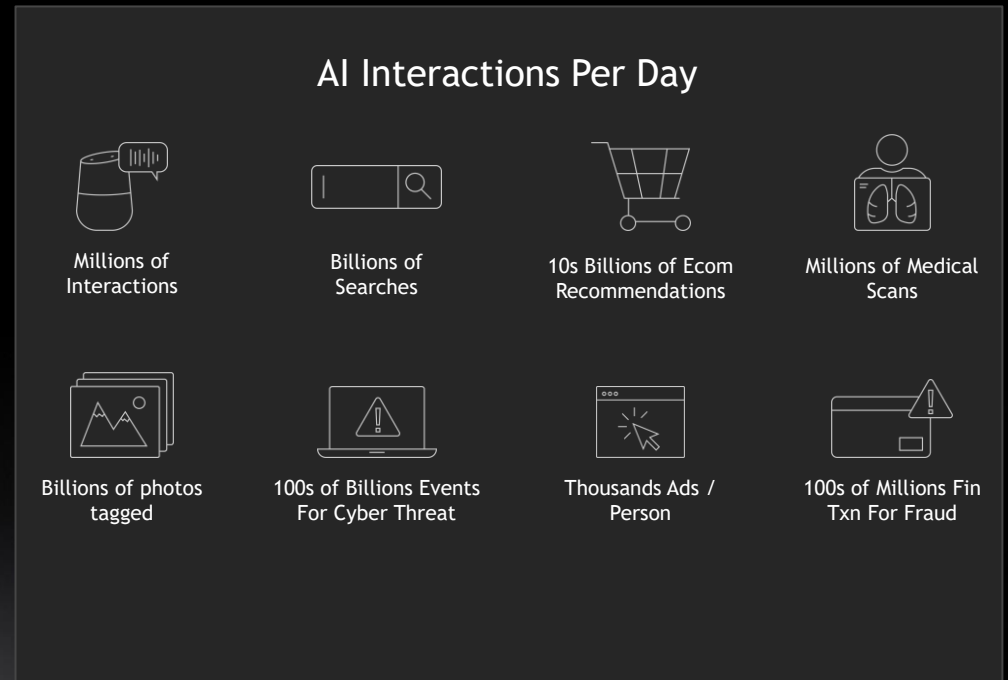 AI Interactions Per Day
Millions of
Interactions
Billions of
Searches
10s Billions of Ecom
Recommendations
Millions of Medical
Scans
Billions of photos
tagged
100s of Billions Events
For Cyber Threat
Thousands Ads /
Person
100s of Millions Fin
Txn For Fraud